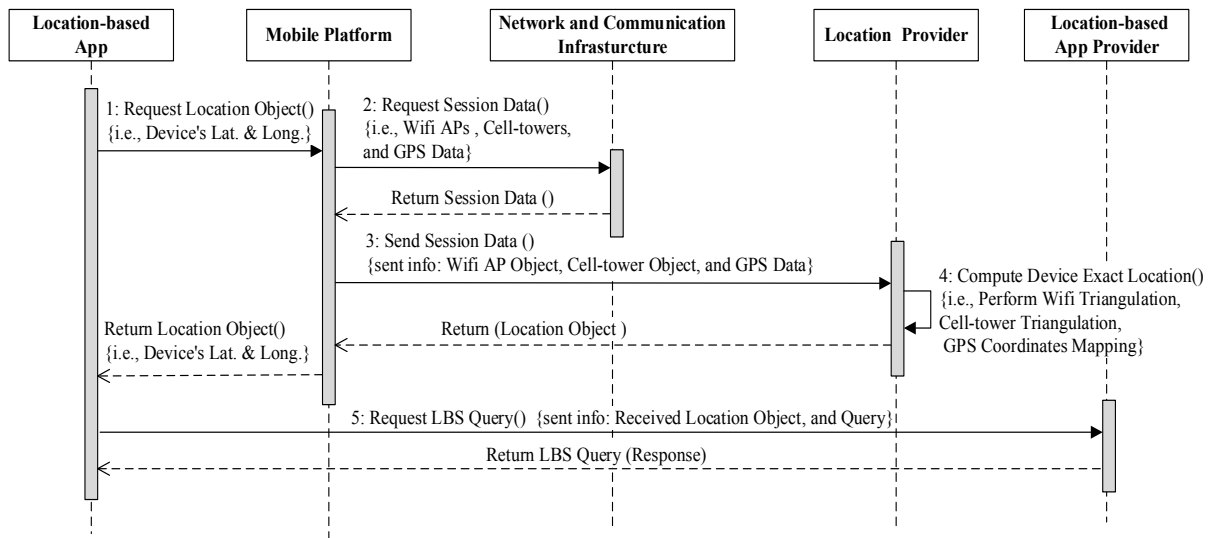 Location-based
App
Mobile Platform
Network and Communication
Infrasturcture
Location Provider
Location-based
App Provider
1: Request Location Object()
{i.e., Device's Lat. & Long.}
2: Request Session Data()
{i.e., Wifi APs , Cell-towers,
and GPS Data}
Return Session Data ()
3: Send Session Data ()
{sent info: Wifi AP Object, Cell-tower Object, and GPS Data}
4: Compute Device Exact Location()
{i.e., Perform Wifi Triangulation,
Cell-tower Triangulation,
GPS Coordinates Mapping}
Return (Location Object )
Return Location Object()
{i.e., Device's Lat. & Long.}
5: Request LBS Query() {sent info: Received Location Object, and Query}
Return LBS Query (Response)